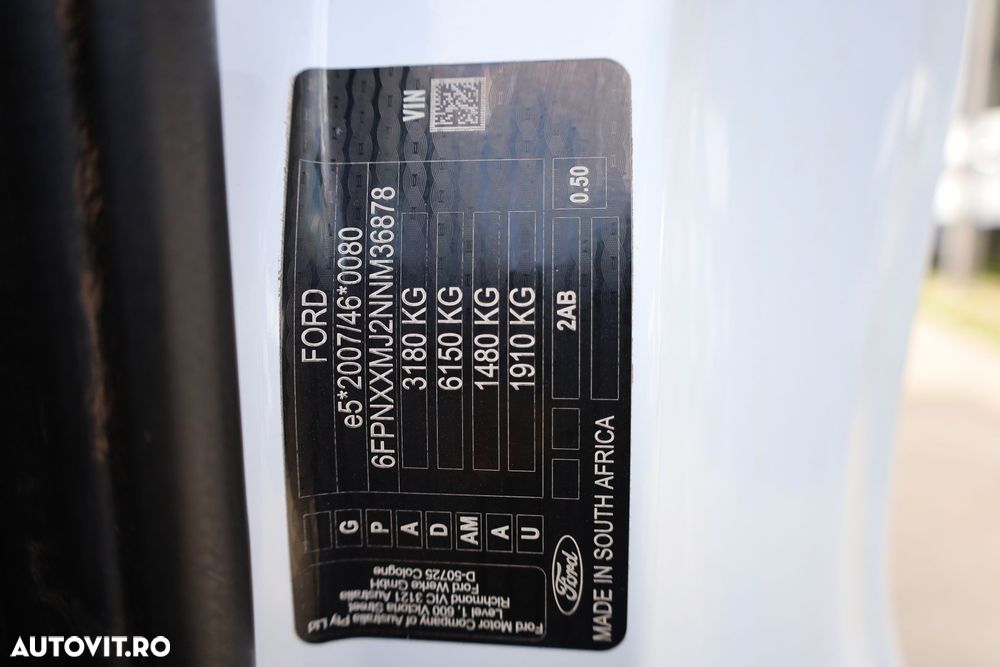 FORD
VIN
e5*2007/46*0080
6FPNXXMJ2NNM36878
3180 KG
6150 KG
1480 KG
1910 KG
2AB
0.50
G
P
A
D
AM
A
U
Ford Motor Company of Australia Pty Ltd
Level 1, 600 Victoria Street
Richmond VIC 3121 Australia
Ford Werke GmbH
D-50725 Cologne
Ford
MADE IN SOUTH AFRICA
AUTOVIT.RO